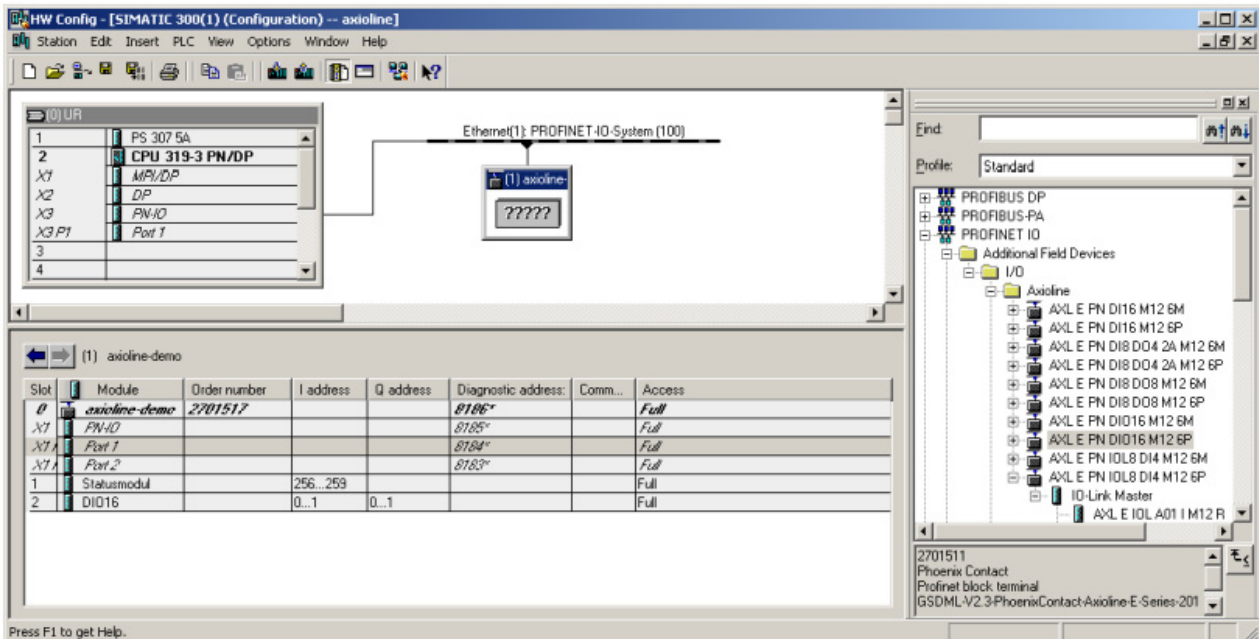 HW Config - [SIMATIC 300(1) (Configuration) -- axioline]
Station Edit Insert PLC View Options Window Help
(0) UR
1 PS 307 5A
2 CPU 319-3 PN/DP
X1 MPI/DP
X2 DP
X3 PN-IO
X3 P1 Port 1
3
4
Ethernet(1): PROFINET-IO-System (100)
(1) axioline-
?????
(1) axioline-demo
Slot Module Order number I address Q address Diagnostic address: Comm... Access
0 axioline-demo 2701517 8186* Full
X1 PN-IO 8185* Full
X1 Port 1 8184* Full
X1 Port 2 8183* Full
1 Statusmodul 256...259 Full
2 DIO16 0...1 0...1 Full
Find:
Profile: Standard
PROFIBUS DP
PROFIBUS-PA
PROFINET IO
Additional Field Devices
I/O
Axioline
AXL E PN DI16 M12 6M
AXL E PN DI16 M12 6P
AXL E PN DI8 DO4 2A M12 6M
AXL E PN DI8 DO4 2A M12 6P
AXL E PN DI8 DO8 M12 6M
AXL E PN DI8 DO8 M12 6P
AXL E PN DIO16 M12 6M
AXL E PN DIO16 M12 6P
AXL E PN IOL8 DI4 M12 6M
AXL E PN IOL8 DI4 M12 6P
IO-Link Master
AXL E IOL A01 I M12 R
2701511
Phoenix Contact
Profinet block terminal
GSDML-V2.3-PhoenixContact-Axioline-E-Series-201
Press F1 to get Help.